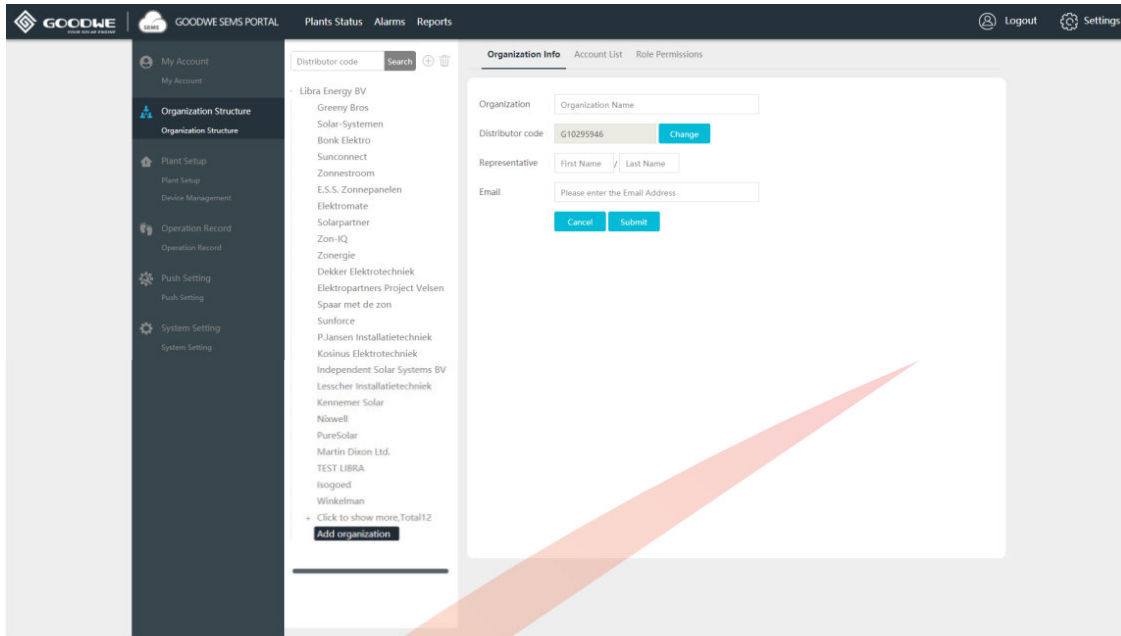 GOODWE
YOUR SOLAR ENGINE
SEMS
GOODWE SEMS PORTAL
Plants Status Alarms Reports
Logout
Settings
My Account
My Account
Organization Structure
Organization Structure
Plant Setup
Plant Setup
Device Management
Operation Record
Operation Record
Push Setting
Push Setting
System Setting
System Setting
Distributor code Search
- Libra Energy BV
Greeny Bros
Solar-Systemen
Bonk Elektro
Sunconnect
Zonnestroom
E.S.S. Zonnepanelen
Elektromate
Solarpartner
Zon-IQ
Zonergie
Dekker Elektrotechniek
Elektropartners Project Velsen
Spaar met de zon
Sunforce
P.Jansen Installatietechniek
Kosinus Elektrotechniek
Independent Solar Systems BV
Lesscher Installatietechniek
Kennemer Solar
Nixwell
PureSolar
Martin Dixon Ltd.
TEST LIBRA
Isogoed
Winkelman
+ Click to show more,Total12
Add organization
Organization Info Account List Role Permissions
Organization Organization Name
Distributor code G10295946 Change
Representative First Name / Last Name
Email Please enter the Email Address
Cancel Submit